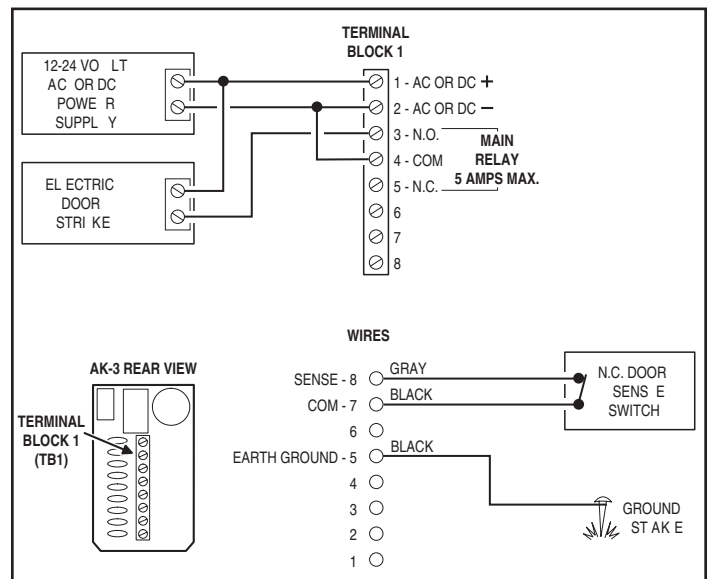 TERMINAL
BLOCK 1
12-24 VO LT
AC OR DC
POWE R
SUPPL Y
1 - AC OR DC +
2 - AC OR DC –
3 - N.O.
4 - COM
5 - N.C.
6
7
8
MAIN
RELAY
5 AMPS MAX.
EL ECTRIC
DOOR
STRI KE
WIRES
AK-3 REAR VIEW
TERMINAL
BLOCK 1
(TB1)
SENSE - 8 GRAY
COM - 7 BLACK
6
EARTH GROUND - 5 BLACK
4
3
2
1
N.C. DOOR
SENS E
SWITCH
GROUND
ST AK E